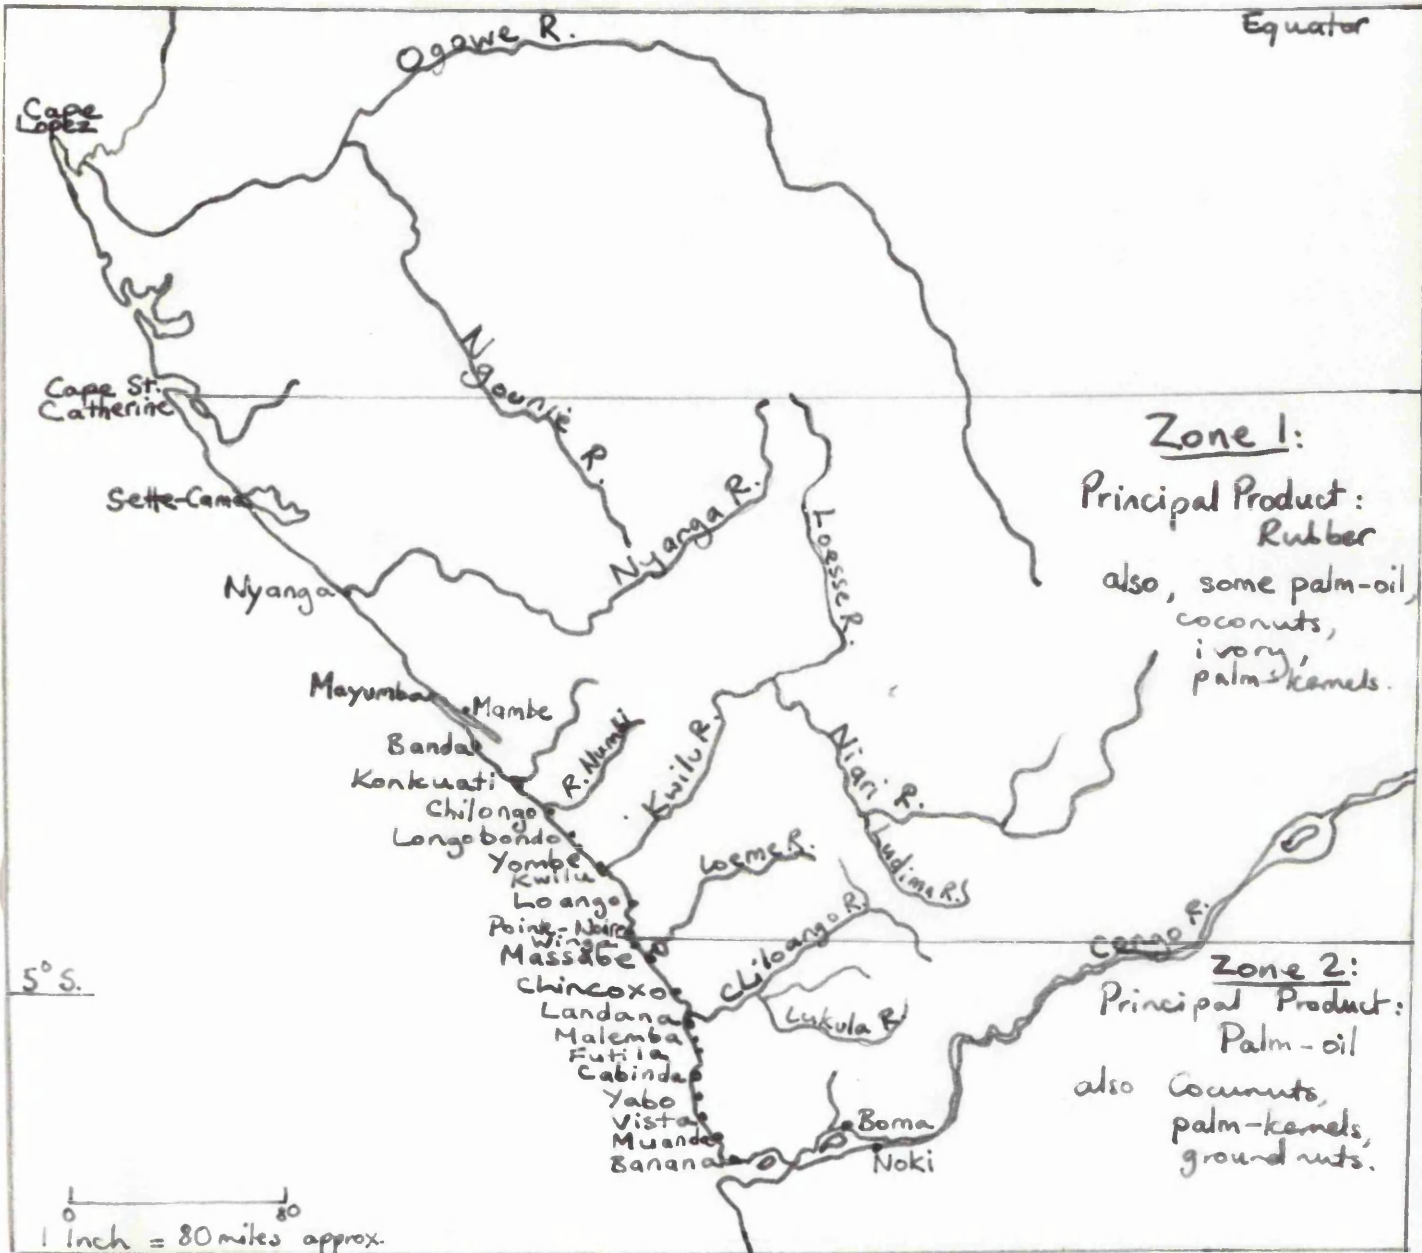 Equator
Ogowe R.
Cape
Lopez
Ngounie R.
Cape St.
Catherine
Zone 1:
Principal Product:
Rubber
also, some palm-oil,
coconuts,
ivory,
palm-kernels.
Sette-Cama
Nyanga R.
Loesse R.
Nyanga
Mayumba
Mambe
Banda
Konkuati
R. Numbi
Kwilu R.
Niari R.
Chilongo
Longobondo
Yombe
Kwilu
Loeme R.
Ludima R.
Loango
Pointe-Noire
Chiloango R.
Congo R.
Massabe
Zone 2:
Principal Product:
Palm-oil
also Coconuts,
palm-kernels,
ground nuts.
5° S.
Chincoxo
Landana
Lukula R.
Malemba
Futila
Cabinda
Yabo
Vista
Muanda
Banana
Boma
Noki
0 80
1 Inch = 80 miles approx.